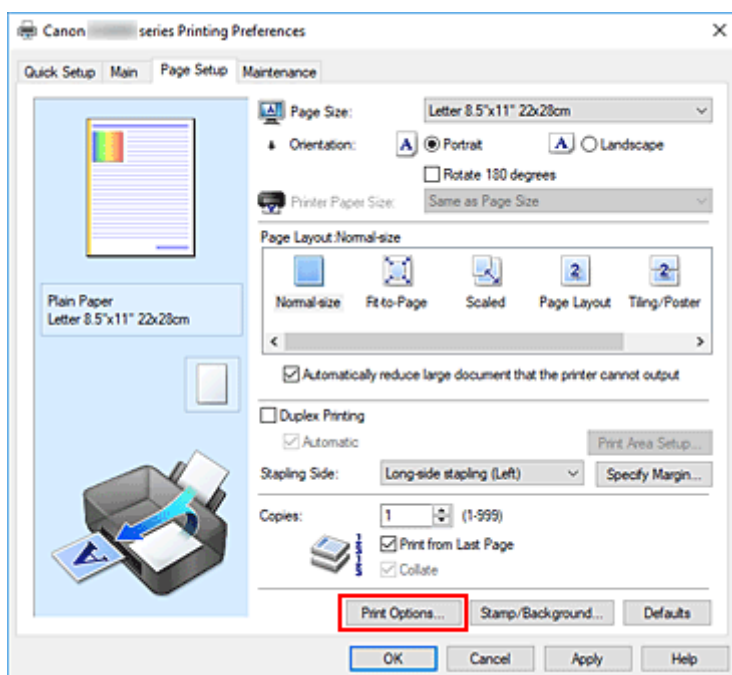 Canon series Printing Preferences
Quick Setup Main Page Setup Maintenance
Page Size: Letter 8.5"x11" 22x28cm
Orientation: A Portrait A Landscape
Rotate 180 degrees
Printer Paper Size: Same as Page Size
Page Layout:Normal-size
Normal-size Fit-to-Page Scaled Page Layout Tiling/Poster
Plain Paper
Letter 8.5"x11" 22x28cm
Automatically reduce large document that the printer cannot output
Duplex Printing
Automatic Print Area Setup...
Stapling Side: Long-side stapling (Left) Specify Margin...
Copies: 1 (1-999)
Print from Last Page
Collate
Print Options... Stamp/Background... Defaults
OK Cancel Apply Help